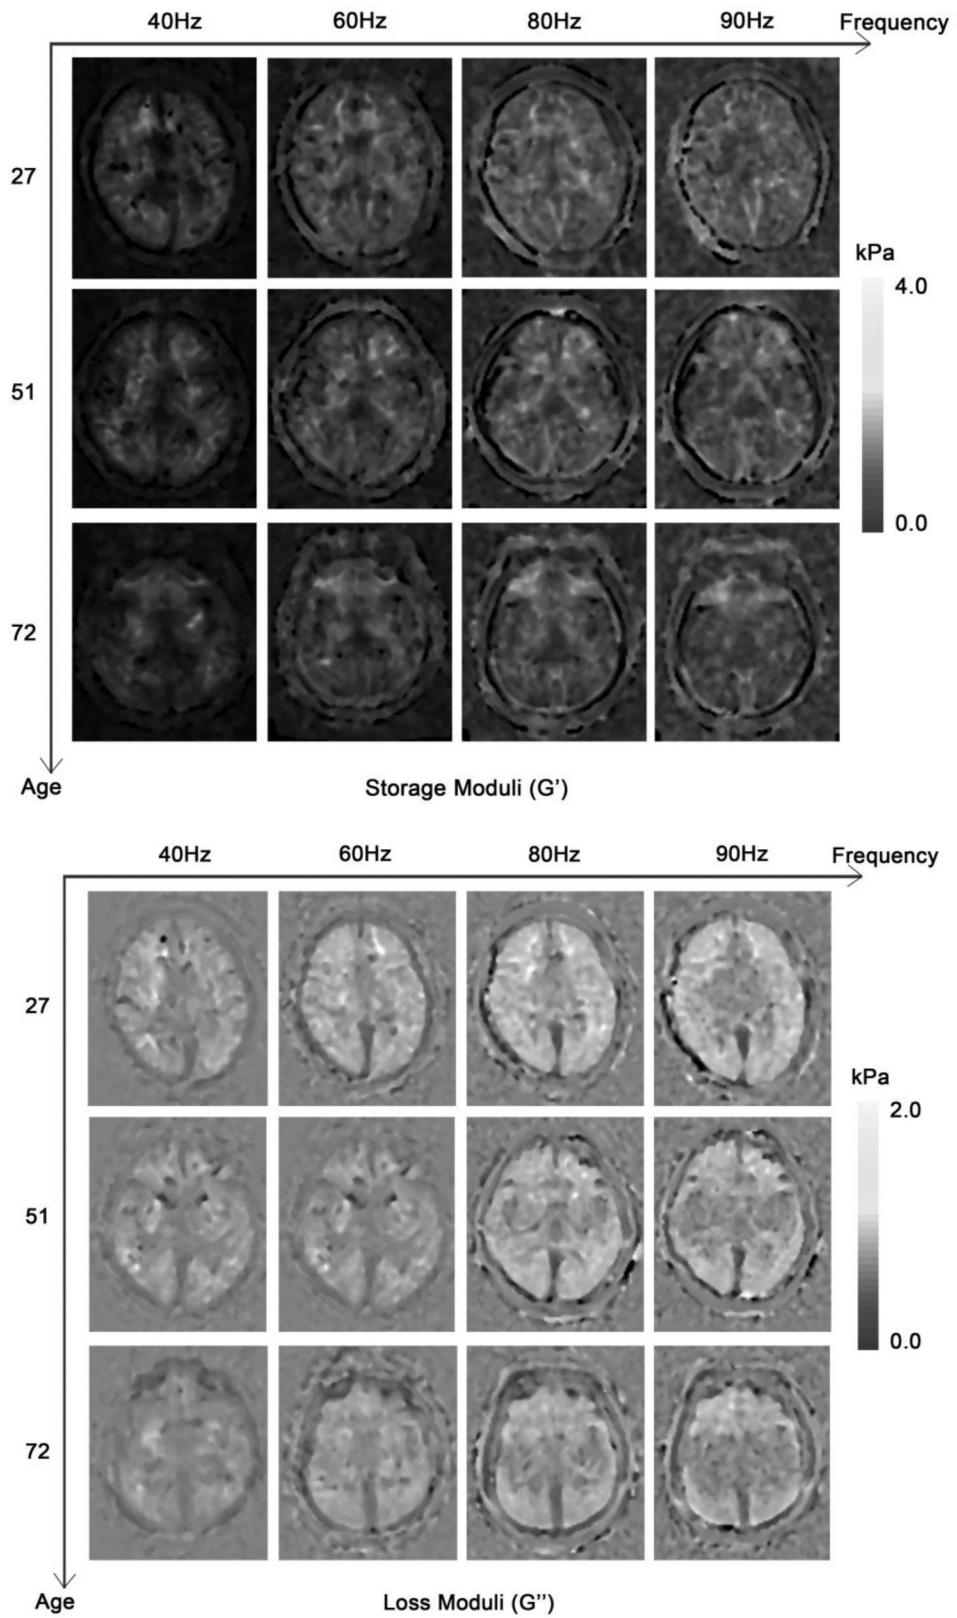 40Hz 60Hz 80Hz 90Hz Frequency
27
kPa
4.0
51
0.0
72
Age
Storage Moduli (G')
40Hz 60Hz 80Hz 90Hz Frequency
27
kPa
2.0
51
0.0
72
Age
Loss Moduli (G'')